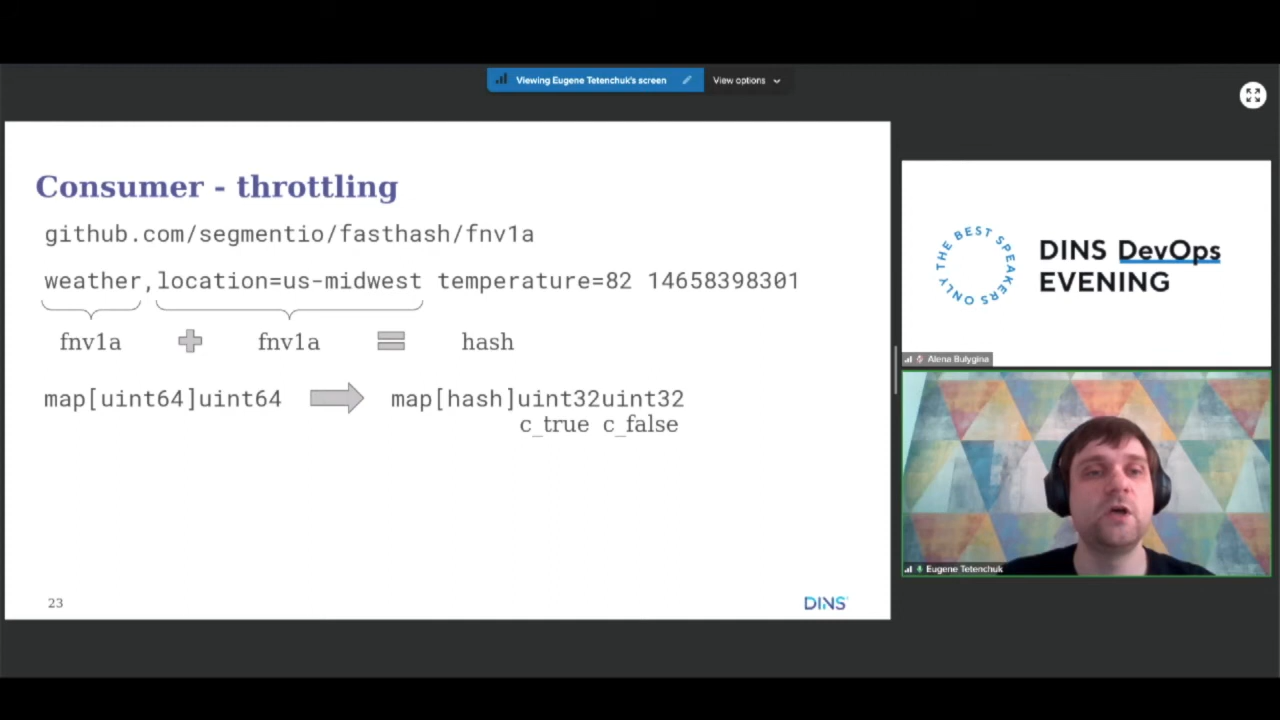 Viewing Eugene Tetenchuk's screen
View options
Consumer - throttling
github.com/segmentio/fasthash/fnv1a
weather,location=us-midwest temperature=82 14658398301
fnv1a + fnv1a = hash
map[uint64]uint64 map[hash]uint32uint32
c_true c_false
23
DINS
THE BEST SPEAKERS ONLY
DINS DevOps
EVENING
Alena Bulygina
Eugene Tetenchuk